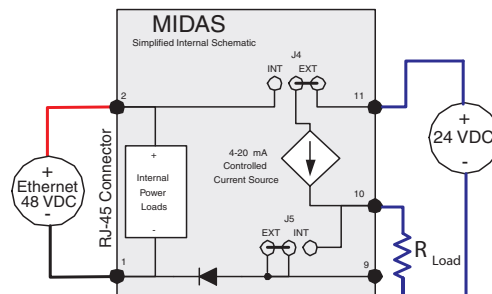 MIDAS
Simplified Internal Schematic
J4
INT EXT
2
11
+
24 VDC
-
4-20 mA
Controlled
Current Source
+
Internal
Power
Loads
-
RJ-45 Connector
+
Ethernet
48 VDC
-
10
J5
EXT INT
1
9
R Load